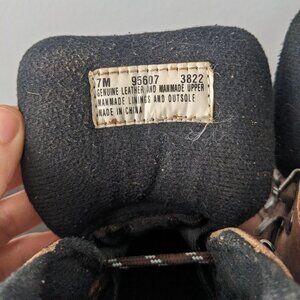 7M 95607 3822
GENUINE LEATHER AND MANMADE UPPER
MANMADE LININGS AND OUTSOLE
MADE IN CHINA